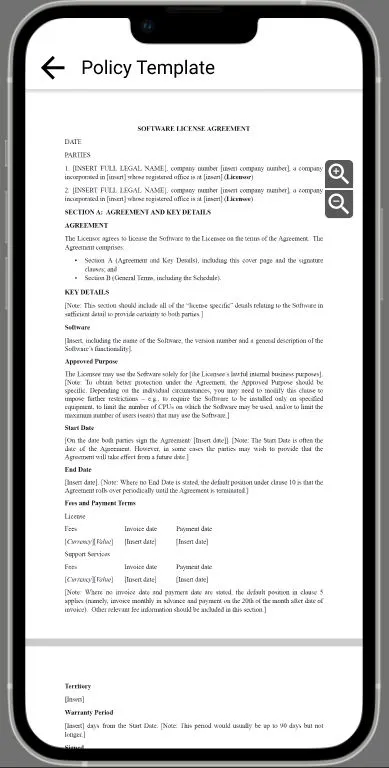 Policy Template
SOFTWARE LICENSE AGREEMENT
DATE
PARTIES
1. [INSERT FULL LEGAL NAME], company number [insert company number], a company
incorporated in [insert] whose registered office is at [insert] (Licensor)
2. [INSERT FULL LEGAL NAME], company number [insert company number], a company
incorporated in [insert] whose registered office is at [insert] (Licensee)
SECTION A: AGREEMENT AND KEY DETAILS
AGREEMENT
The Licensor agrees to license the Software to the Licensee on the terms of the Agreement. The
Agreement comprises:
• Section A (Agreement and Key Details), including this cover page and the signature
clauses; and
• Section B (General Terms, including the Schedule).
KEY DETAILS
[Note: This section should include all of the "license specific" details relating to the Software in
sufficient detail to provide certainty to both parties.]
Software
[Insert, including the name of the Software, the version number and a general description of the
Software's functionality].
Approved Purpose
The Licensee may use the Software solely for [the Licensee's lawful internal business purposes].
[Note: To obtain better protection under the Agreement, the Approved Purpose should be
specific. Depending on the individual circumstances, you may need to modify this clause to
impose further restrictions – e.g., to require the Software to be installed only on specified
equipment, to limit the number of CPUs on which the Software may be used, and/or to limit the
maximum number of users (seats) that may use the Software.]
Start Date
[On the date both parties sign the Agreement] [Insert date]]. [Note: The Start Date is often the
date of the Agreement. However, in some cases the parties may wish to provide that the
Agreement will take effect from a future date.]
End Date
[Insert date]. [Note: Where no End Date is stated, the default position under clause 10 is that the
Agreement rolls over periodically until the Agreement is terminated.]
Fees and Payment Terms
License
Fees Invoice date Payment date
[Currency][Value] [Insert date] [Insert date]
Support Services
Fees Invoice date Payment date
[Currency][Value] [Insert date] [Insert date]
[Note: Where no invoice date and payment date are stated, the default position in clause 5
applies (namely, invoice monthly in advance and payment on the 20th of the month after date of
invoice). Other relevant fee information should be included in this section.]
Territory
[Insert]
Warranty Period
[Insert] days from the Start Date. [Note: This period would usually be up to 90 days but not
longer.]
Signed